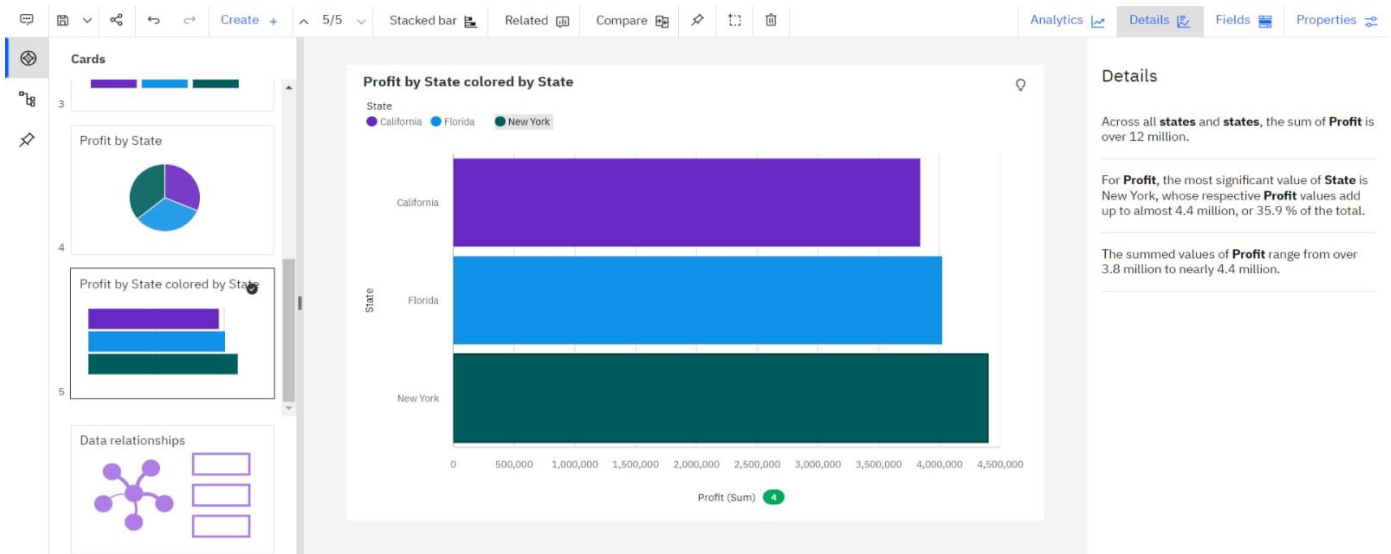 Create +
5/5
Stacked bar
Related
Compare
Analytics
Details
Fields
Properties
Cards
3
Profit by State
4
Profit by State colored by State
5
Data relationships
Profit by State colored by State
State
California
Florida
New York
State
California
Florida
New York
0 500,000 1,000,000 1,500,000 2,000,000 2,500,000 3,000,000 3,500,000 4,000,000 4,500,000
Profit (Sum) 4
Details
Across all states and states, the sum of Profit is
over 12 million.
For Profit, the most significant value of State is
New York, whose respective Profit values add
up to almost 4.4 million, or 35.9 % of the total.
The summed values of Profit range from over
3.8 million to nearly 4.4 million.